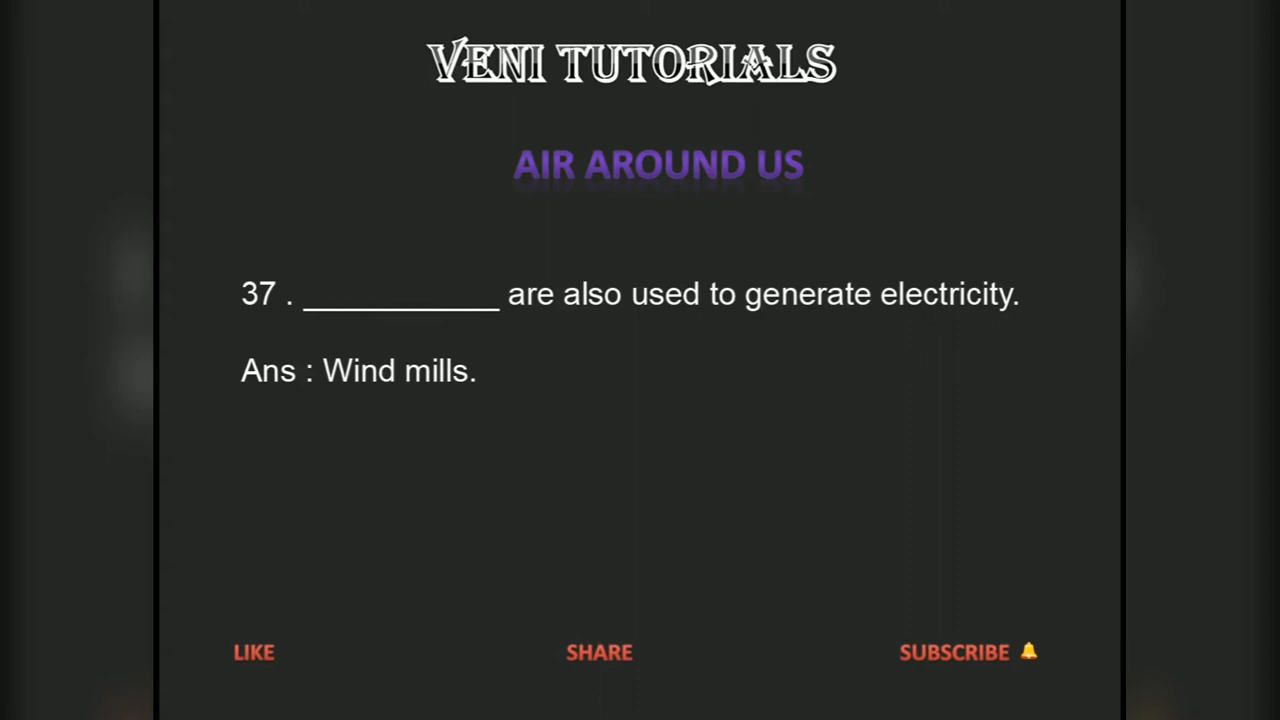 VENI TUTORIALS
AIR AROUND US
37 . ___________ are also used to generate electricity.
Ans : Wind mills.
LIKE SHARE SUBSCRIBE 🔔